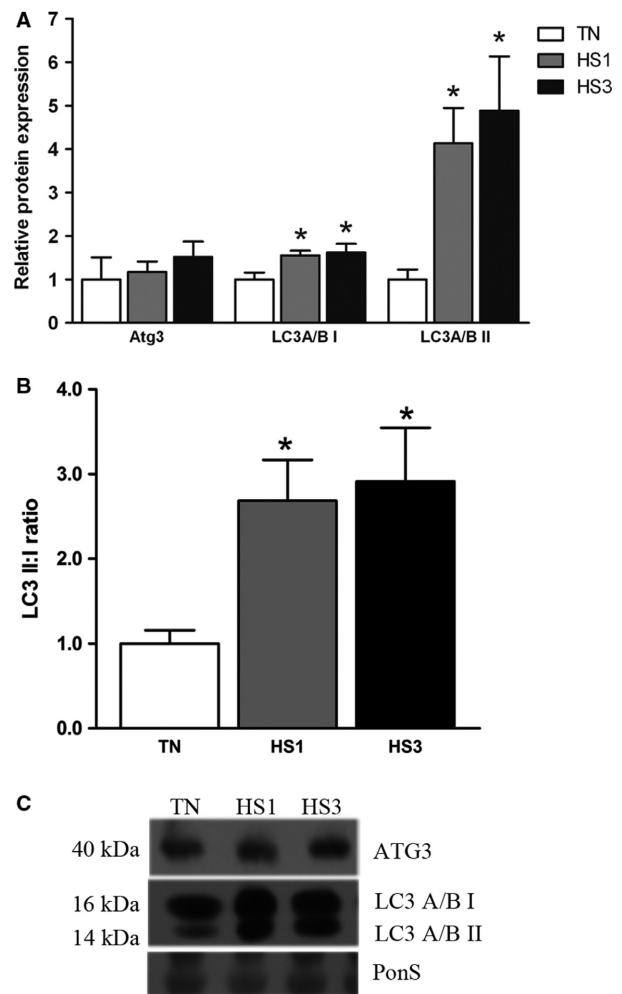 A
TN
HS1
HS3
Relative protein expression
7
6
5
4
3
2
1
0
* * * *
Atg3 LC3A/B I LC3A/B II
B
LC3 II:I ratio
4.0
3.0
2.0
1.0
0.0
* *
TN HS1 HS3
C
TN HS1 HS3
40 kDa ATG3
16 kDa LC3 A/B I
14 kDa LC3 A/B II
PonS